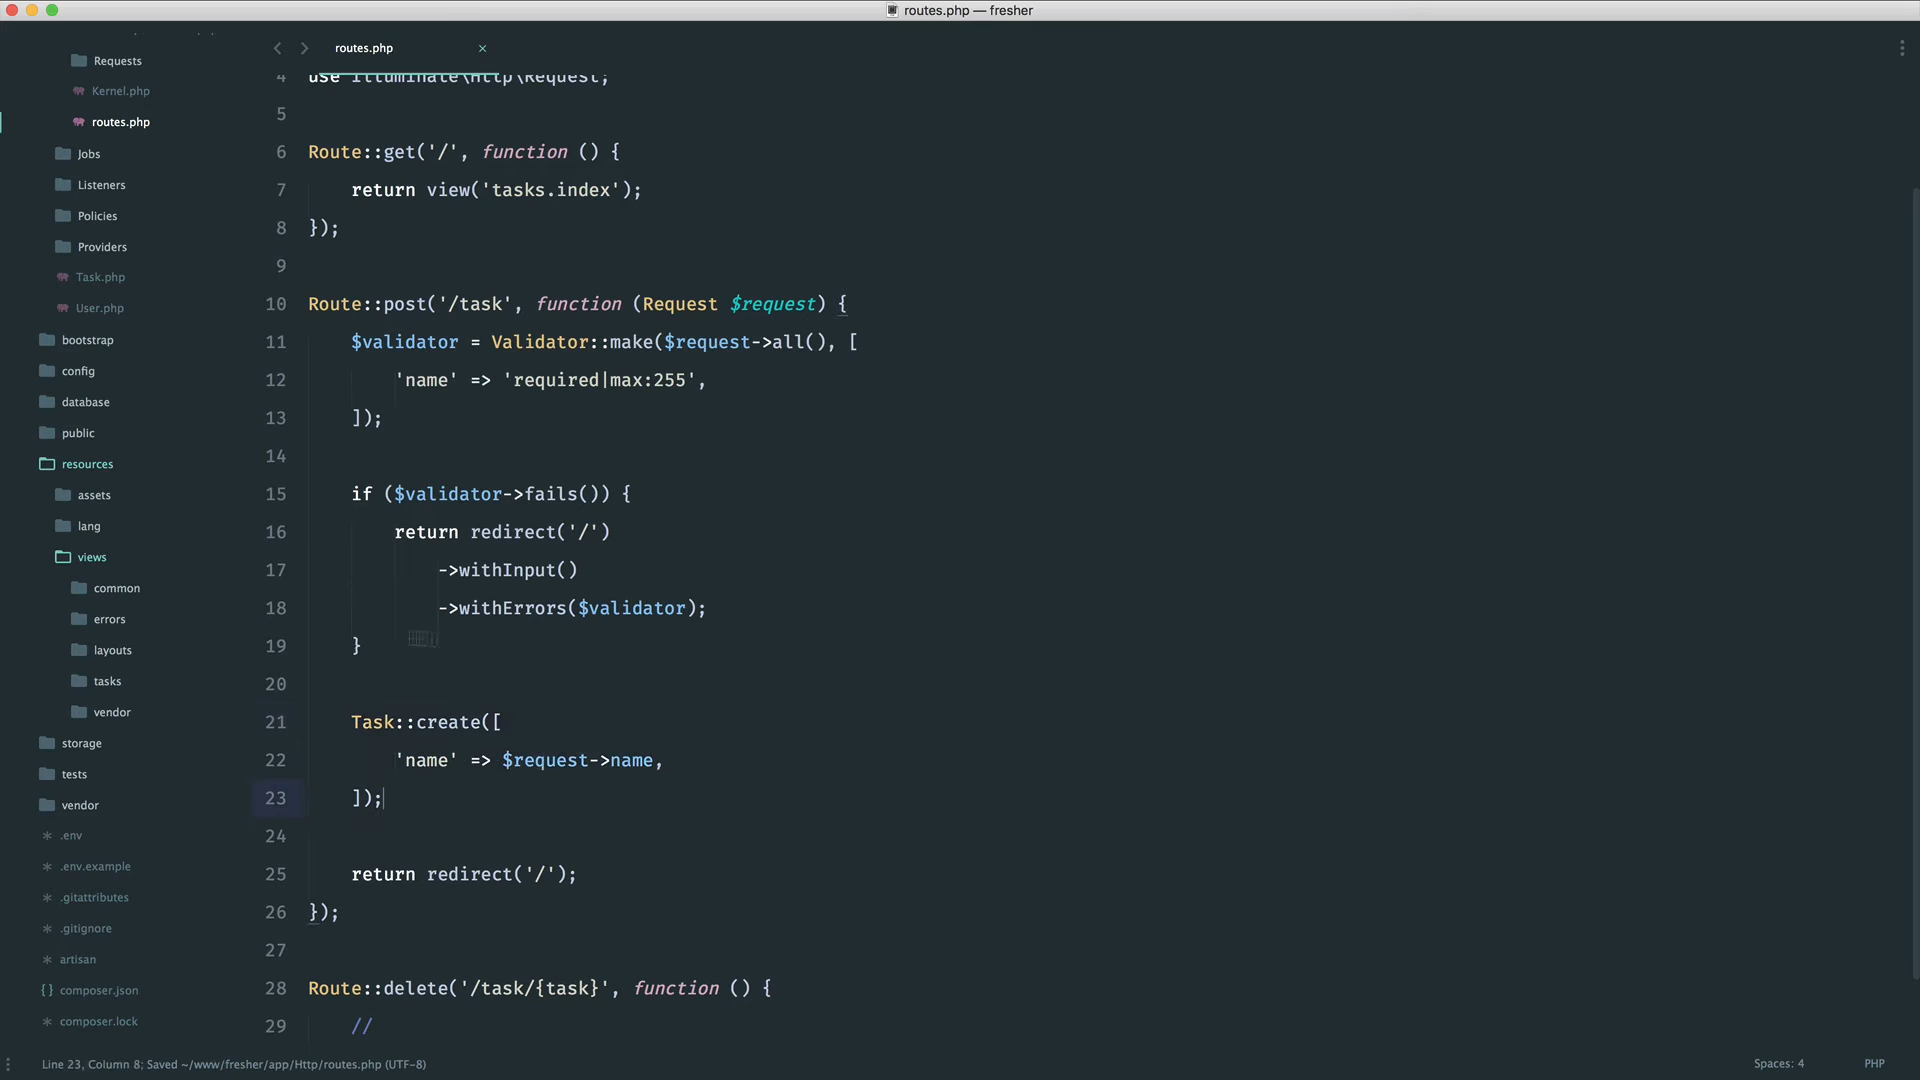 routes.php — fresher
routes.php
Requests
Kernel.php
routes.php
Jobs
Listeners
Policies
Providers
Task.php
User.php
bootstrap
config
database
public
resources
assets
lang
views
common
errors
layouts
tasks
vendor
storage
tests
vendor
.env
.env.example
.gitattributes
.gitignore
artisan
composer.json
composer.lock
4 use Illuminate\Http\Request;
5
6 Route::get('/', function () {
7 return view('tasks.index');
8 });
9
10 Route::post('/task', function (Request $request) {
11 $validator = Validator::make($request->all(), [
12 'name' => 'required|max:255',
13 ]);
14
15 if ($validator->fails()) {
16 return redirect('/')
17 ->withInput()
18 ->withErrors($validator);
19 }
20
21 Task::create([
22 'name' => $request->name,
23 ]);
24
25 return redirect('/');
26 });
27
28 Route::delete('/task/{task}', function () {
29 //
Line 23, Column 8; Saved ~/www/fresher/app/Http/routes.php (UTF-8)
Spaces: 4
PHP